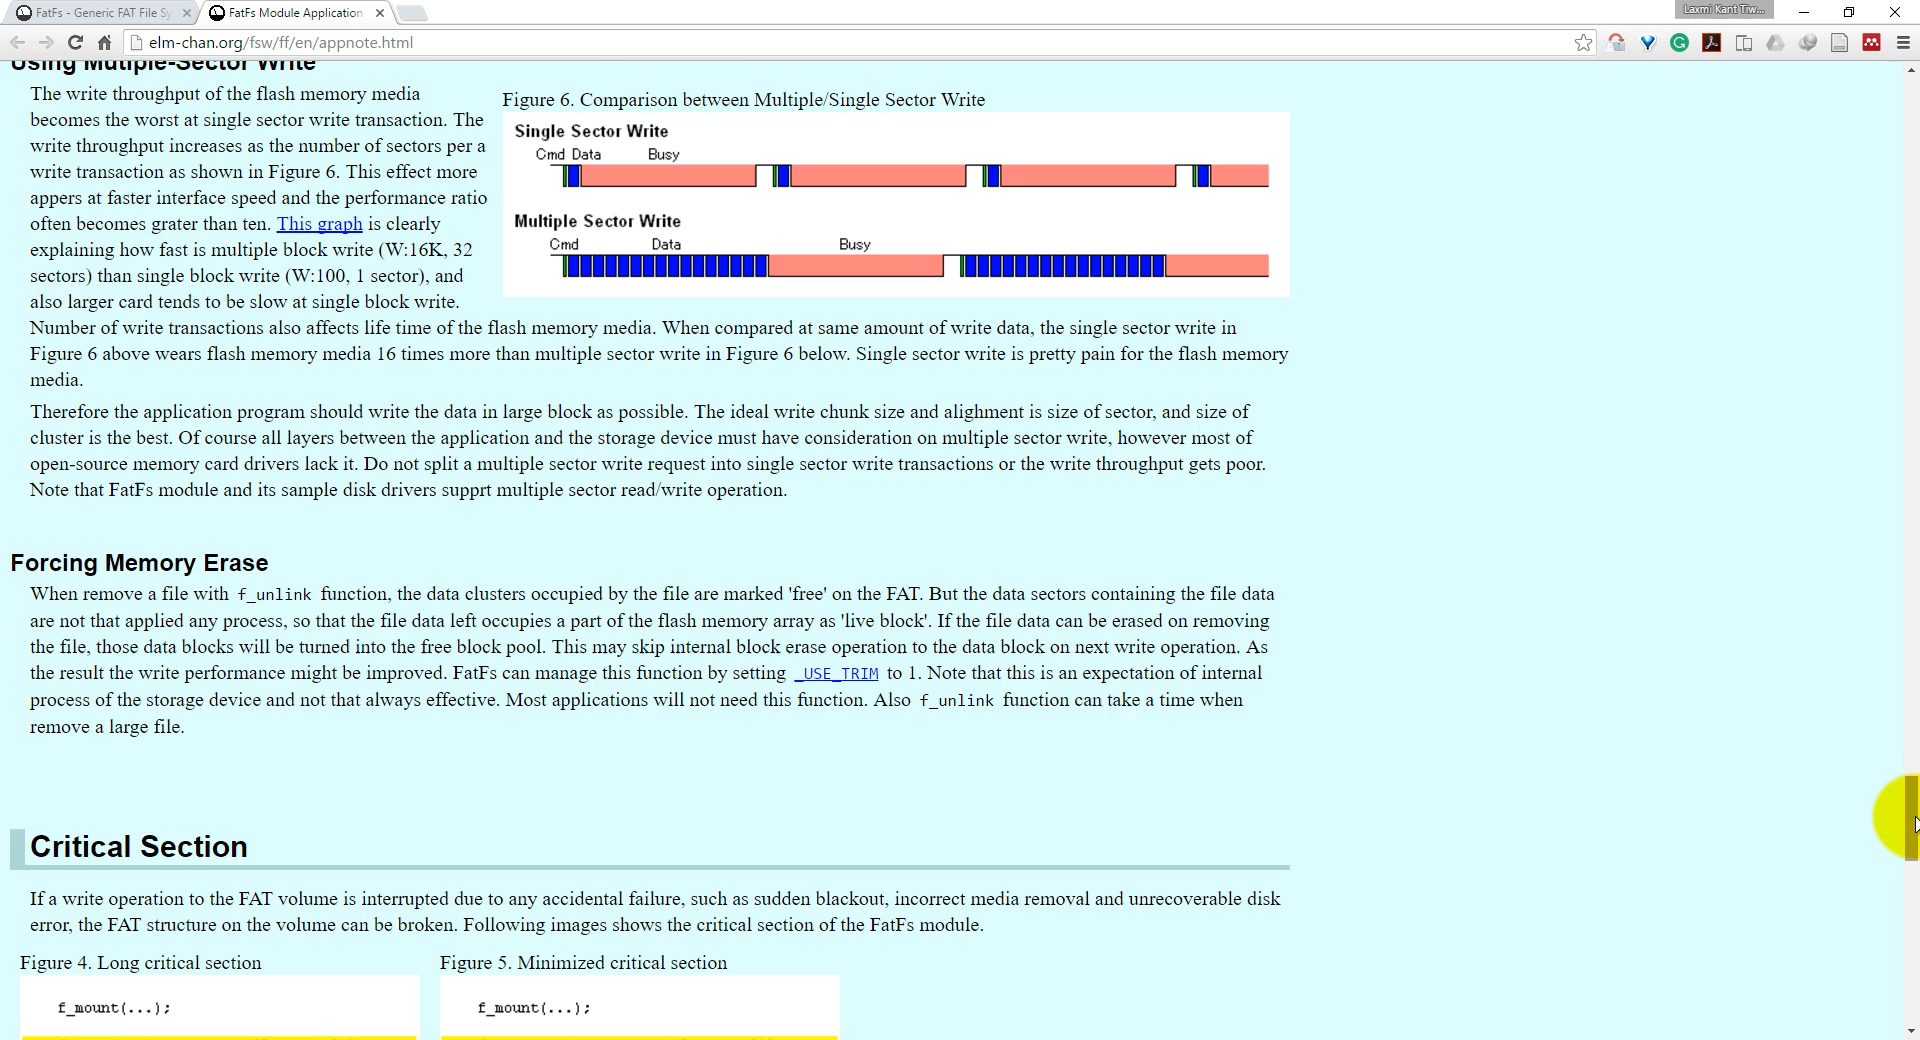 FatFs - Generic FAT File Sy
FatFs Module Application
Laxmi Kant Tiw...
elm-chan.org/fsw/ff/en/appnote.html
Using Mutiple-Sector Write
The write throughput of the flash memory media
becomes the worst at single sector write transaction. The
write throughput increases as the number of sectors per a
write transaction as shown in Figure 6. This effect more
appers at faster interface speed and the performance ratio
often becomes grater than ten. This graph is clearly
explaining how fast is multiple block write (W:16K, 32
sectors) than single block write (W:100, 1 sector), and
also larger card tends to be slow at single block write.
Figure 6. Comparison between Multiple/Single Sector Write
Single Sector Write
Cmd Data Busy
Multiple Sector Write
Cmd Data Busy
Number of write transactions also affects life time of the flash memory media. When compared at same amount of write data, the single sector write in
Figure 6 above wears flash memory media 16 times more than multiple sector write in Figure 6 below. Single sector write is pretty pain for the flash memory
media.
Therefore the application program should write the data in large block as possible. The ideal write chunk size and alighment is size of sector, and size of
cluster is the best. Of course all layers between the application and the storage device must have consideration on multiple sector write, however most of
open-source memory card drivers lack it. Do not split a multiple sector write request into single sector write transactions or the write throughput gets poor.
Note that FatFs module and its sample disk drivers supprt multiple sector read/write operation.
Forcing Memory Erase
When remove a file with f_unlink function, the data clusters occupied by the file are marked 'free' on the FAT. But the data sectors containing the file data
are not that applied any process, so that the file data left occupies a part of the flash memory array as 'live block'. If the file data can be erased on removing
the file, those data blocks will be turned into the free block pool. This may skip internal block erase operation to the data block on next write operation. As
the result the write performance might be improved. FatFs can manage this function by setting _USE_TRIM to 1. Note that this is an expectation of internal
process of the storage device and not that always effective. Most applications will not need this function. Also f_unlink function can take a time when
remove a large file.
Critical Section
If a write operation to the FAT volume is interrupted due to any accidental failure, such as sudden blackout, incorrect media removal and unrecoverable disk
error, the FAT structure on the volume can be broken. Following images shows the critical section of the FatFs module.
Figure 4. Long critical section
f_mount(...);
Figure 5. Minimized critical section
f_mount(...);